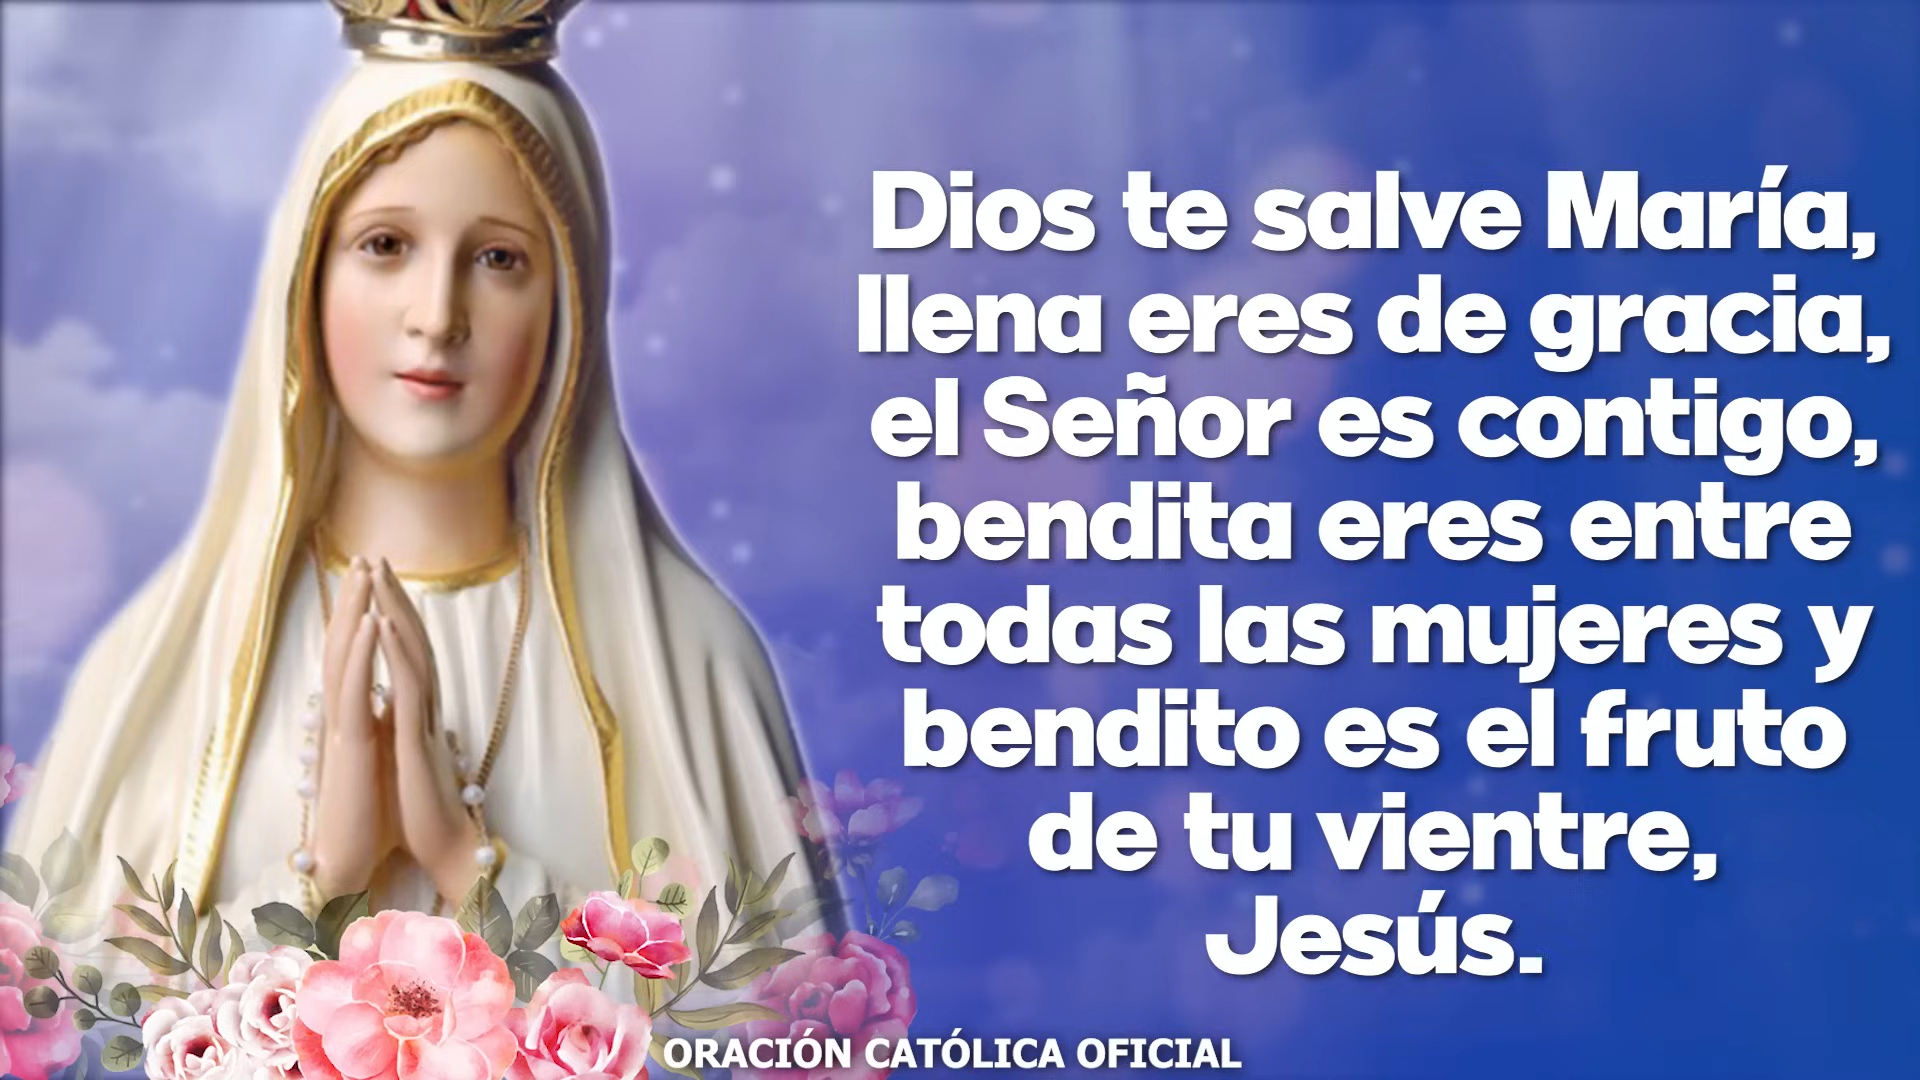 Dios te salve María,
llena eres de gracia,
el Señor es contigo,
bendita eres entre
todas las mujeres y
bendito es el fruto
de tu vientre,
Jesús.
ORACIÓN CATÓLICA OFICIAL